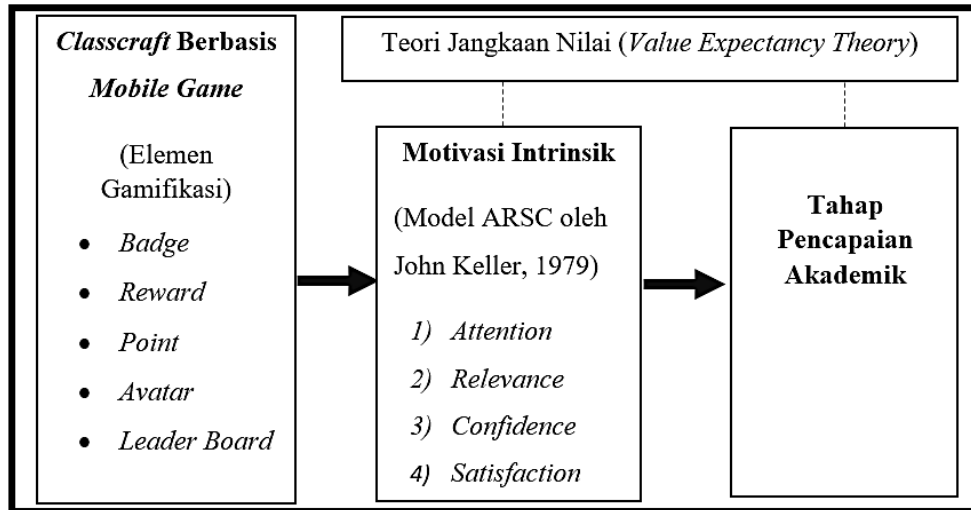 Classcraft Berbasis
Mobile Game
(Elemen
Gamifikasi)
• Badge
• Reward
• Point
• Avatar
• Leader Board
Teori Jangkaan Nilai (Value Expectancy Theory)
Motivasi Intrinsik
(Model ARSC oleh
John Keller, 1979)
1) Attention
2) Relevance
3) Confidence
4) Satisfaction
Tahap
Pencapaian
Akademik